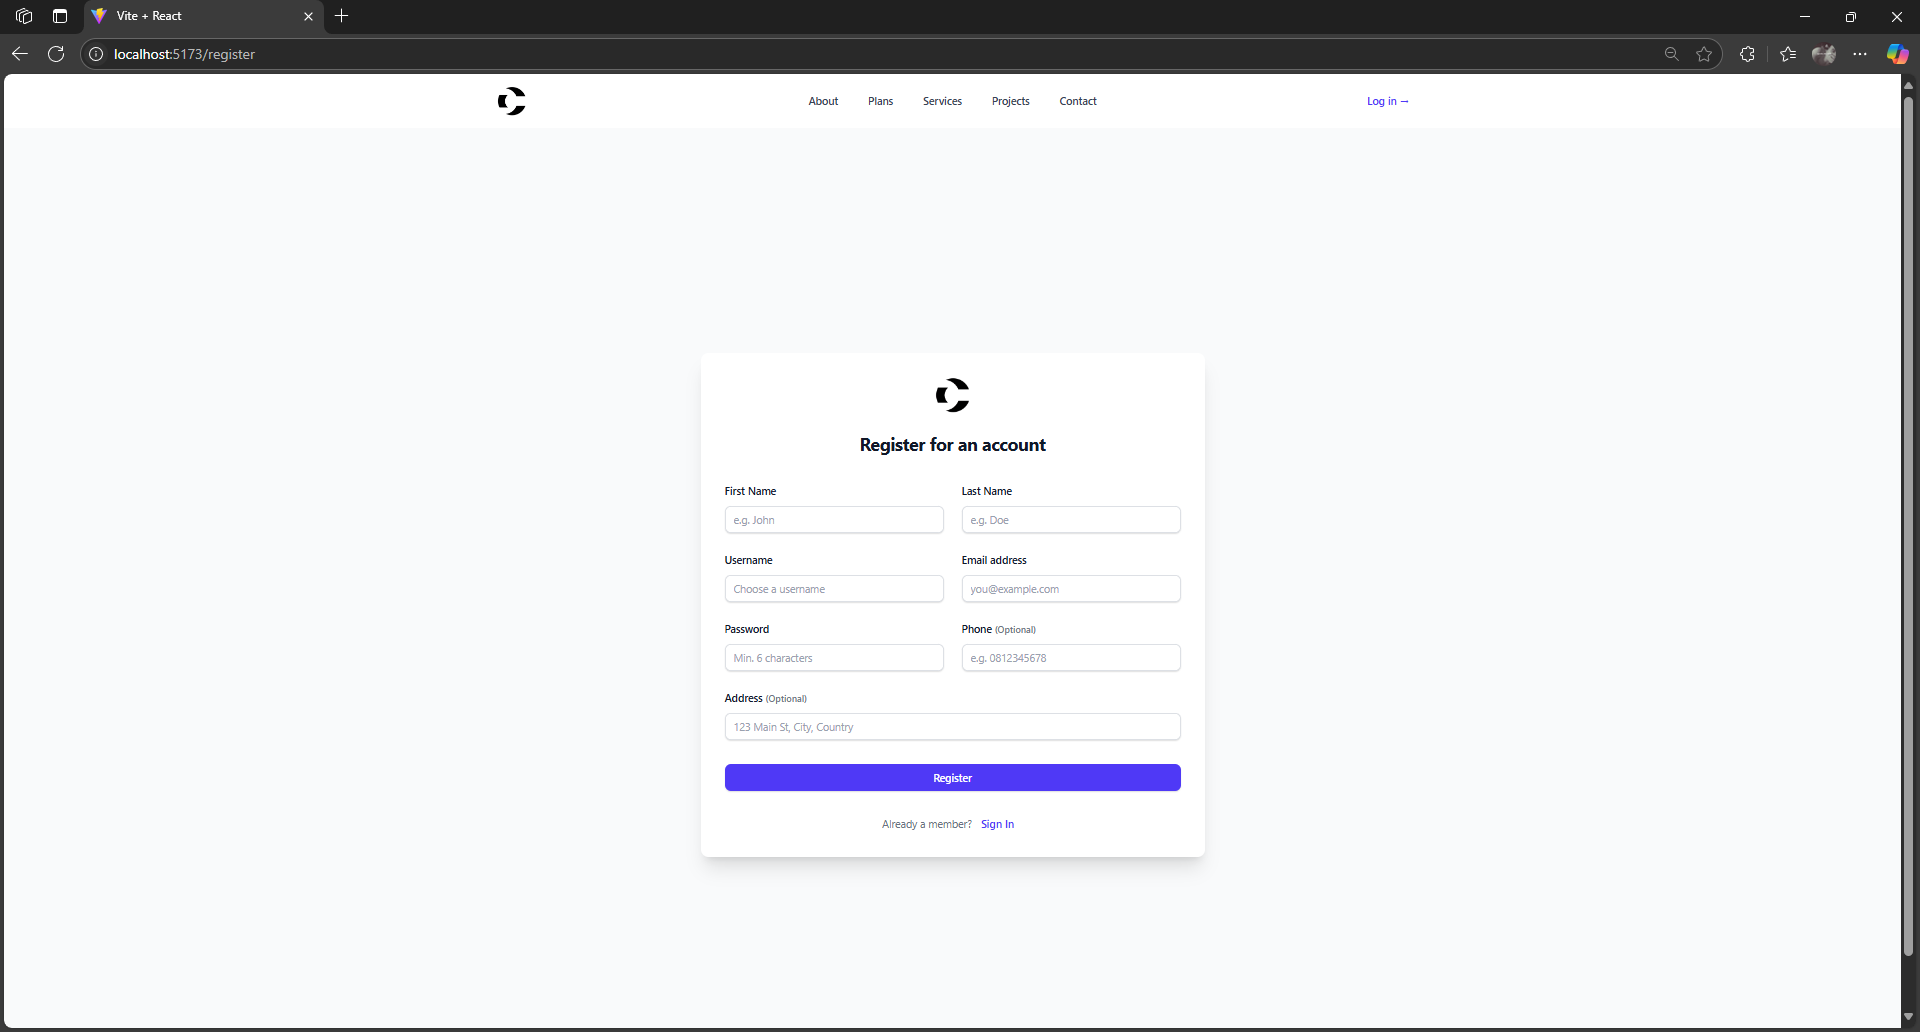 Vite + React
localhost:5173/register
About Plans Services Projects Contact Log in →
Register for an account
First Name Last Name
e.g. John e.g. Doe
Username Email address
Choose a username you@example.com
Password Phone (Optional)
Min. 6 characters e.g. 0812345678
Address (Optional)
123 Main St, City, Country
Register
Already a member? Sign In